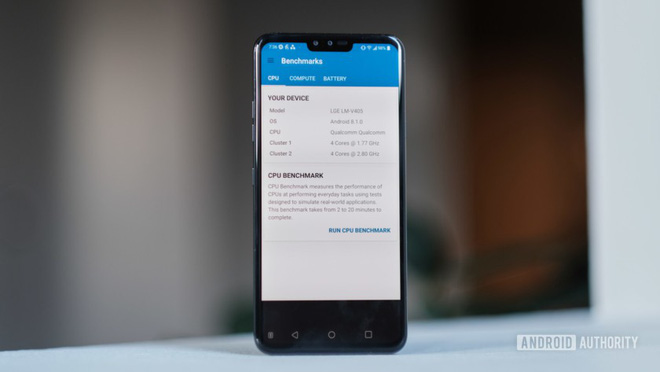 7:26 58%
Benchmarks
CPU COMPUTE BATTERY
YOUR DEVICE
Model LGE LM-V405
OS Android 8.1.0
CPU Qualcomm Qualcomm
Cluster 1 4 Cores @ 1.77 GHz
Cluster 2 4 Cores @ 2.80 GHz
CPU BENCHMARK
CPU Benchmark measures the performance of
CPUs at performing everyday tasks using tests
designed to simulate real-world applications.
This benchmark takes from 2 to 20 minutes to
complete.
RUN CPU BENCHMARK
ANDROID AUTHORITY